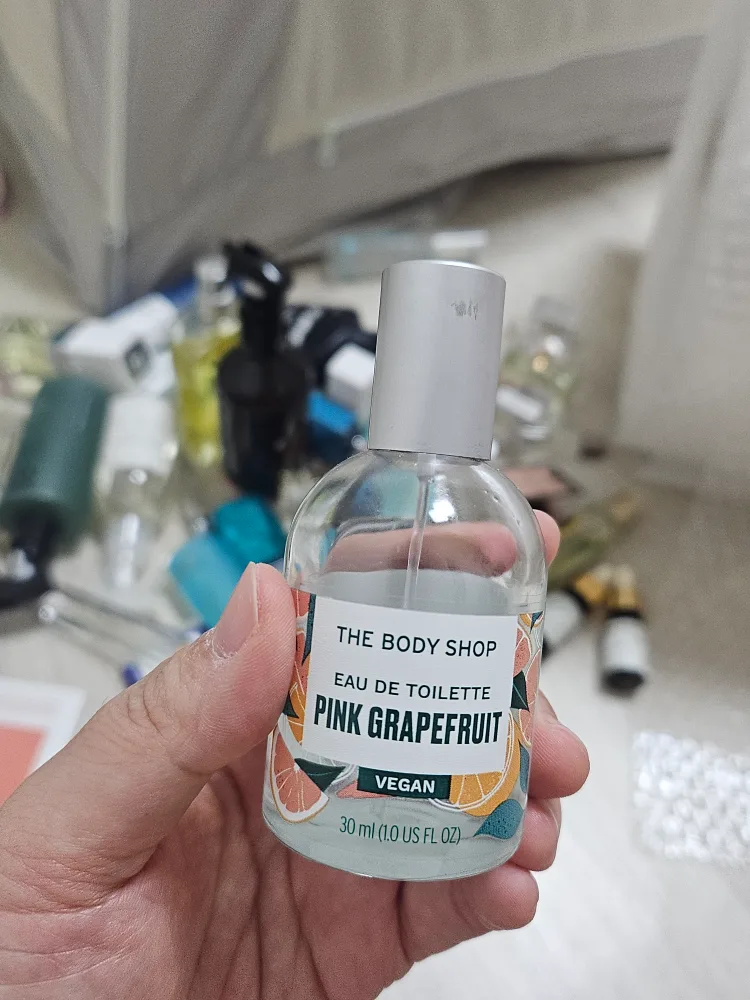 THE BODY SHOP
EAU DE TOILETTE
PINK GRAPEFRUIT
VEGAN
30 ml (1.0 US FL OZ)